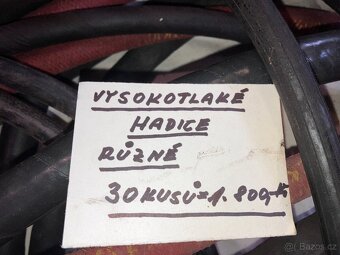 VYSOKOTLAKÉ
HADICE
RŮZNÉ
30 KUSŮ=1.800,-K
© Bazos.cz